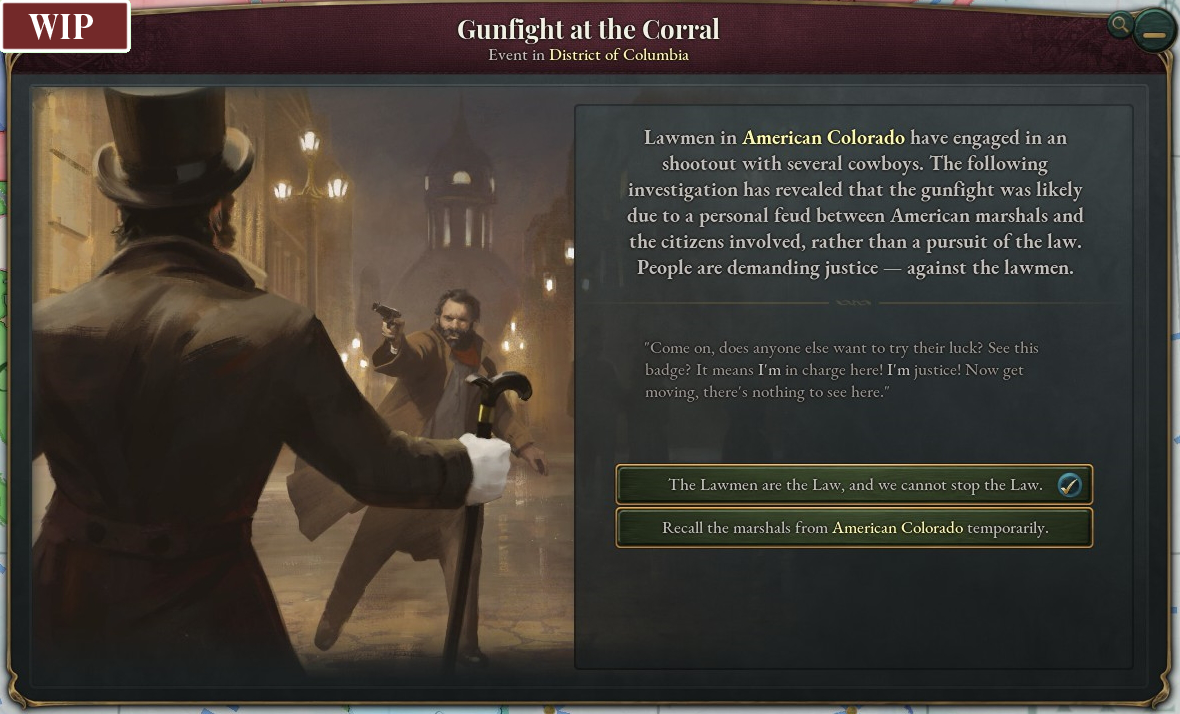 WIP
Gunfight at the Corral
Event in District of Columbia
Lawmen in American Colorado have engaged in an
shootout with several cowboys. The following
investigation has revealed that the gunfight was likely
due to a personal feud between American marshals and
the citizens involved, rather than a pursuit of the law.
People are demanding justice — against the lawmen.
"Come on, does anyone else want to try their luck? See this
badge? It means I'm in charge here! I'm justice! Now get
moving, there's nothing to see here."
The Lawmen are the Law, and we cannot stop the Law.
Recall the marshals from American Colorado temporarily.